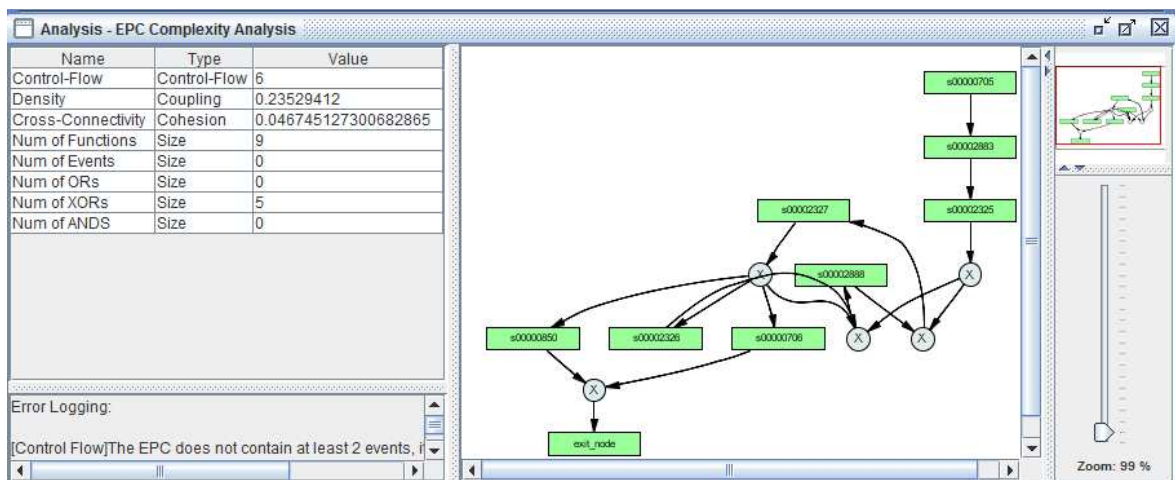 Analysis - EPC Complexity Analysis
Name Type Value
Control-Flow Control-Flow 6
Density Coupling 0.23529412
Cross-Connectivity Cohesion 0.046745127300682865
Num of Functions Size 9
Num of Events Size 0
Num of ORs Size 0
Num of XORs Size 5
Num of ANDS Size 0
Error Logging:
[Control Flow]The EPC does not contain at least 2 events, i
s00000705
s00002883
s00002327
s00002325
X
s00002888
X
s00000850
s00002326
s00000706
X
X
X
exit_node
Zoom: 99 %